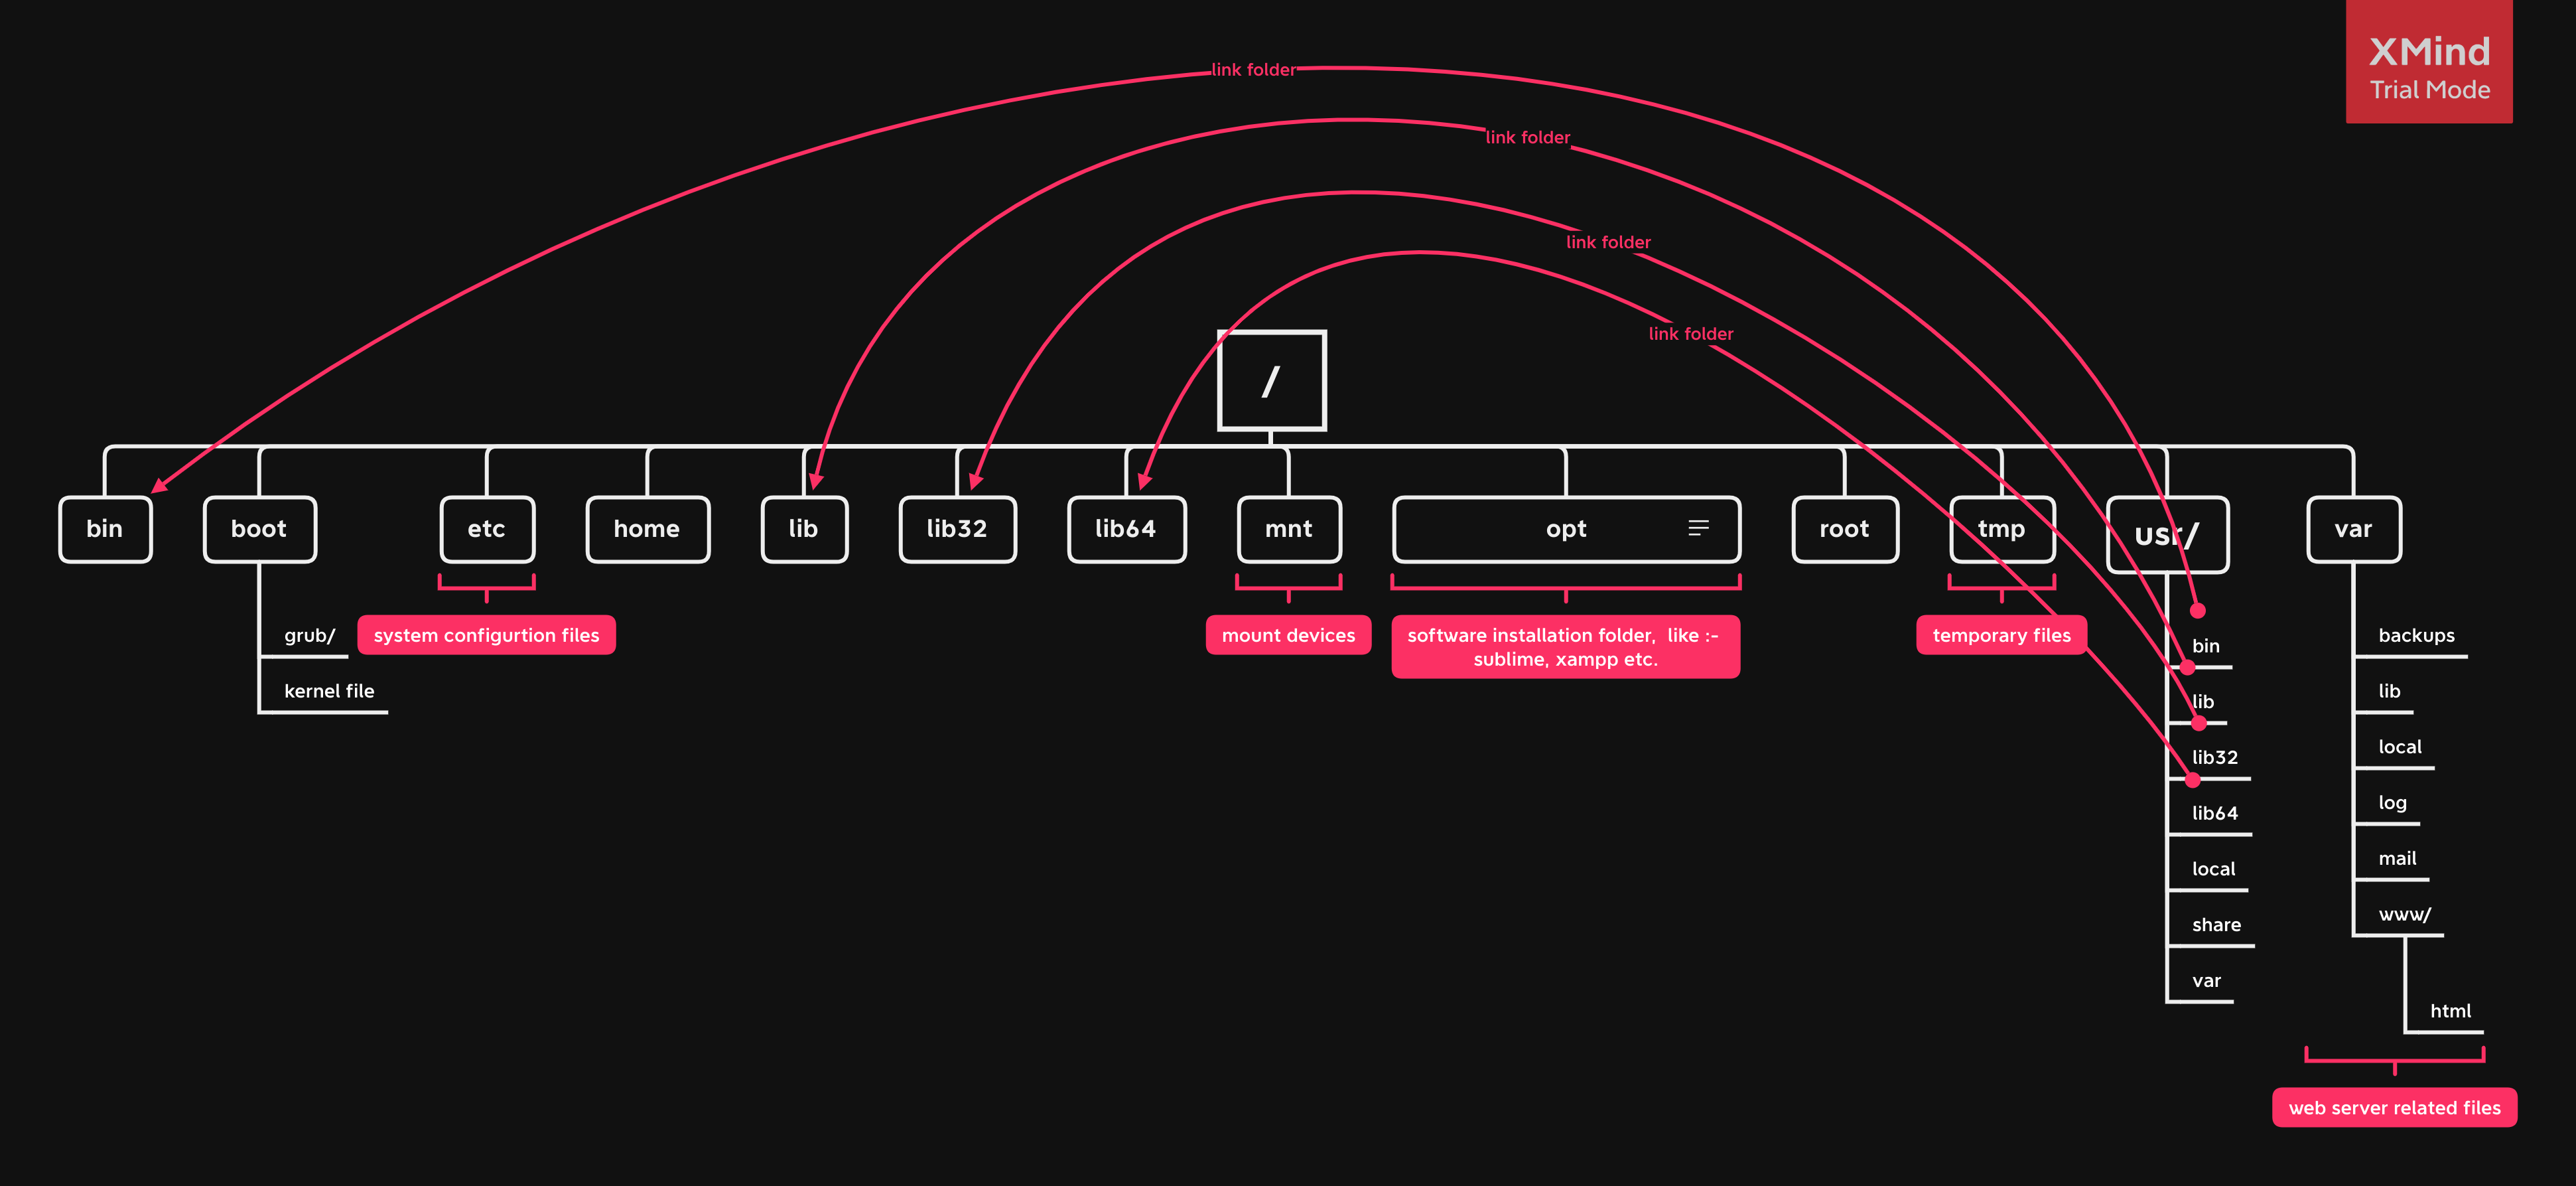 XMind
Trial Mode
link folder
link folder
link folder
link folder
/
bin
boot
etc
home
lib
lib32
lib64
mnt
opt
root
tmp
usr/
var
grub/
kernel file
system configurtion files
mount devices
software installation folder,  like :-
sublime, xampp etc.
temporary files
bin
lib
lib32
lib64
local
share
var
backups
lib
local
log
mail
www/
html
web server related files